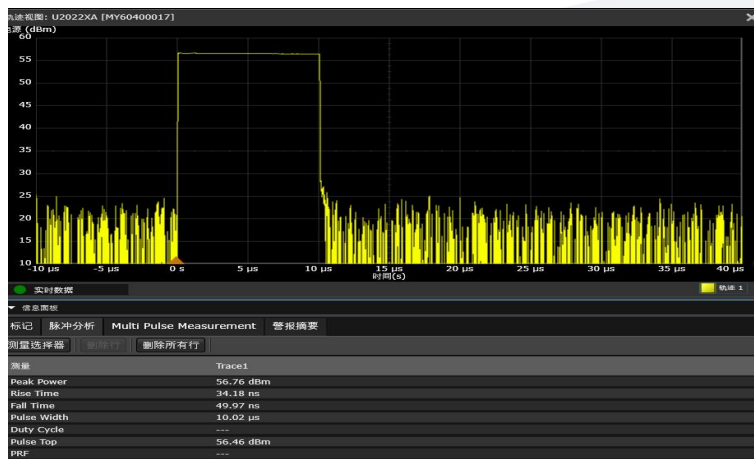 轨迹视图: U2022XA [MY60400017]
功率 (dBm)
60
55
50
45
40
35
30
25
20
15
10
-10 µs
-5 µs
0 s
5 µs
10 µs
15 µs
20 µs
25 µs
30 µs
35 µs
40 µs
时间(s)
实时数据
轨迹 1
信息面板
标记
脉冲分析
Multi Pulse Measurement
警报摘要
测量选择器
删除行
删除所有行
测量 Trace1
Peak Power 56.76 dBm
Rise Time 34.18 ns
Fall Time 49.97 ns
Pulse Width 10.02 µs
Duty Cycle ---
Pulse Top 56.46 dBm
PRF ---